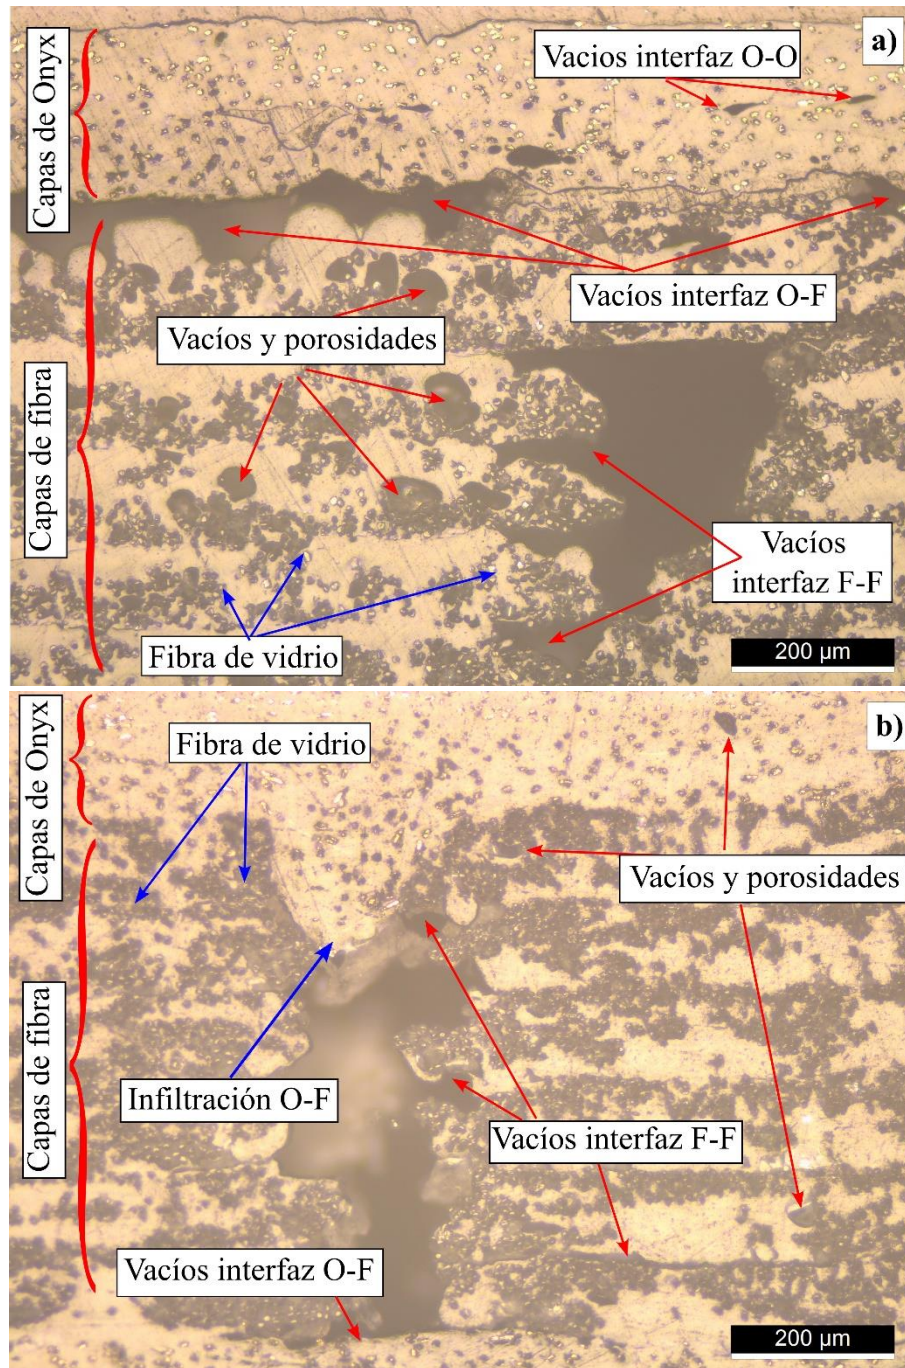 a)
Vacios interfaz O-O
Capas de Onyx
Vacíos interfaz O-F
Vacíos y porosidades
Capas de fibra
Vacíos
interfaz F-F
Fibra de vidrio
200 µm
b)
Capas de Onyx
Fibra de vidrio
Vacíos y porosidades
Capas de fibra
Infiltración O-F
Vacíos interfaz F-F
Vacíos interfaz O-F
200 µm